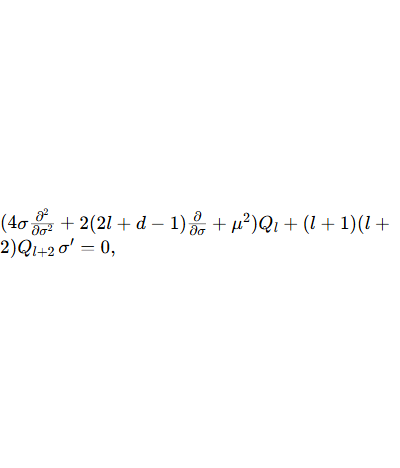 (4σ ∂²/∂σ² + 2(2l + d − 1) ∂/∂σ + μ²)Q_l + (l + 1)(l +
2)Q_{l+2} σ′ = 0,